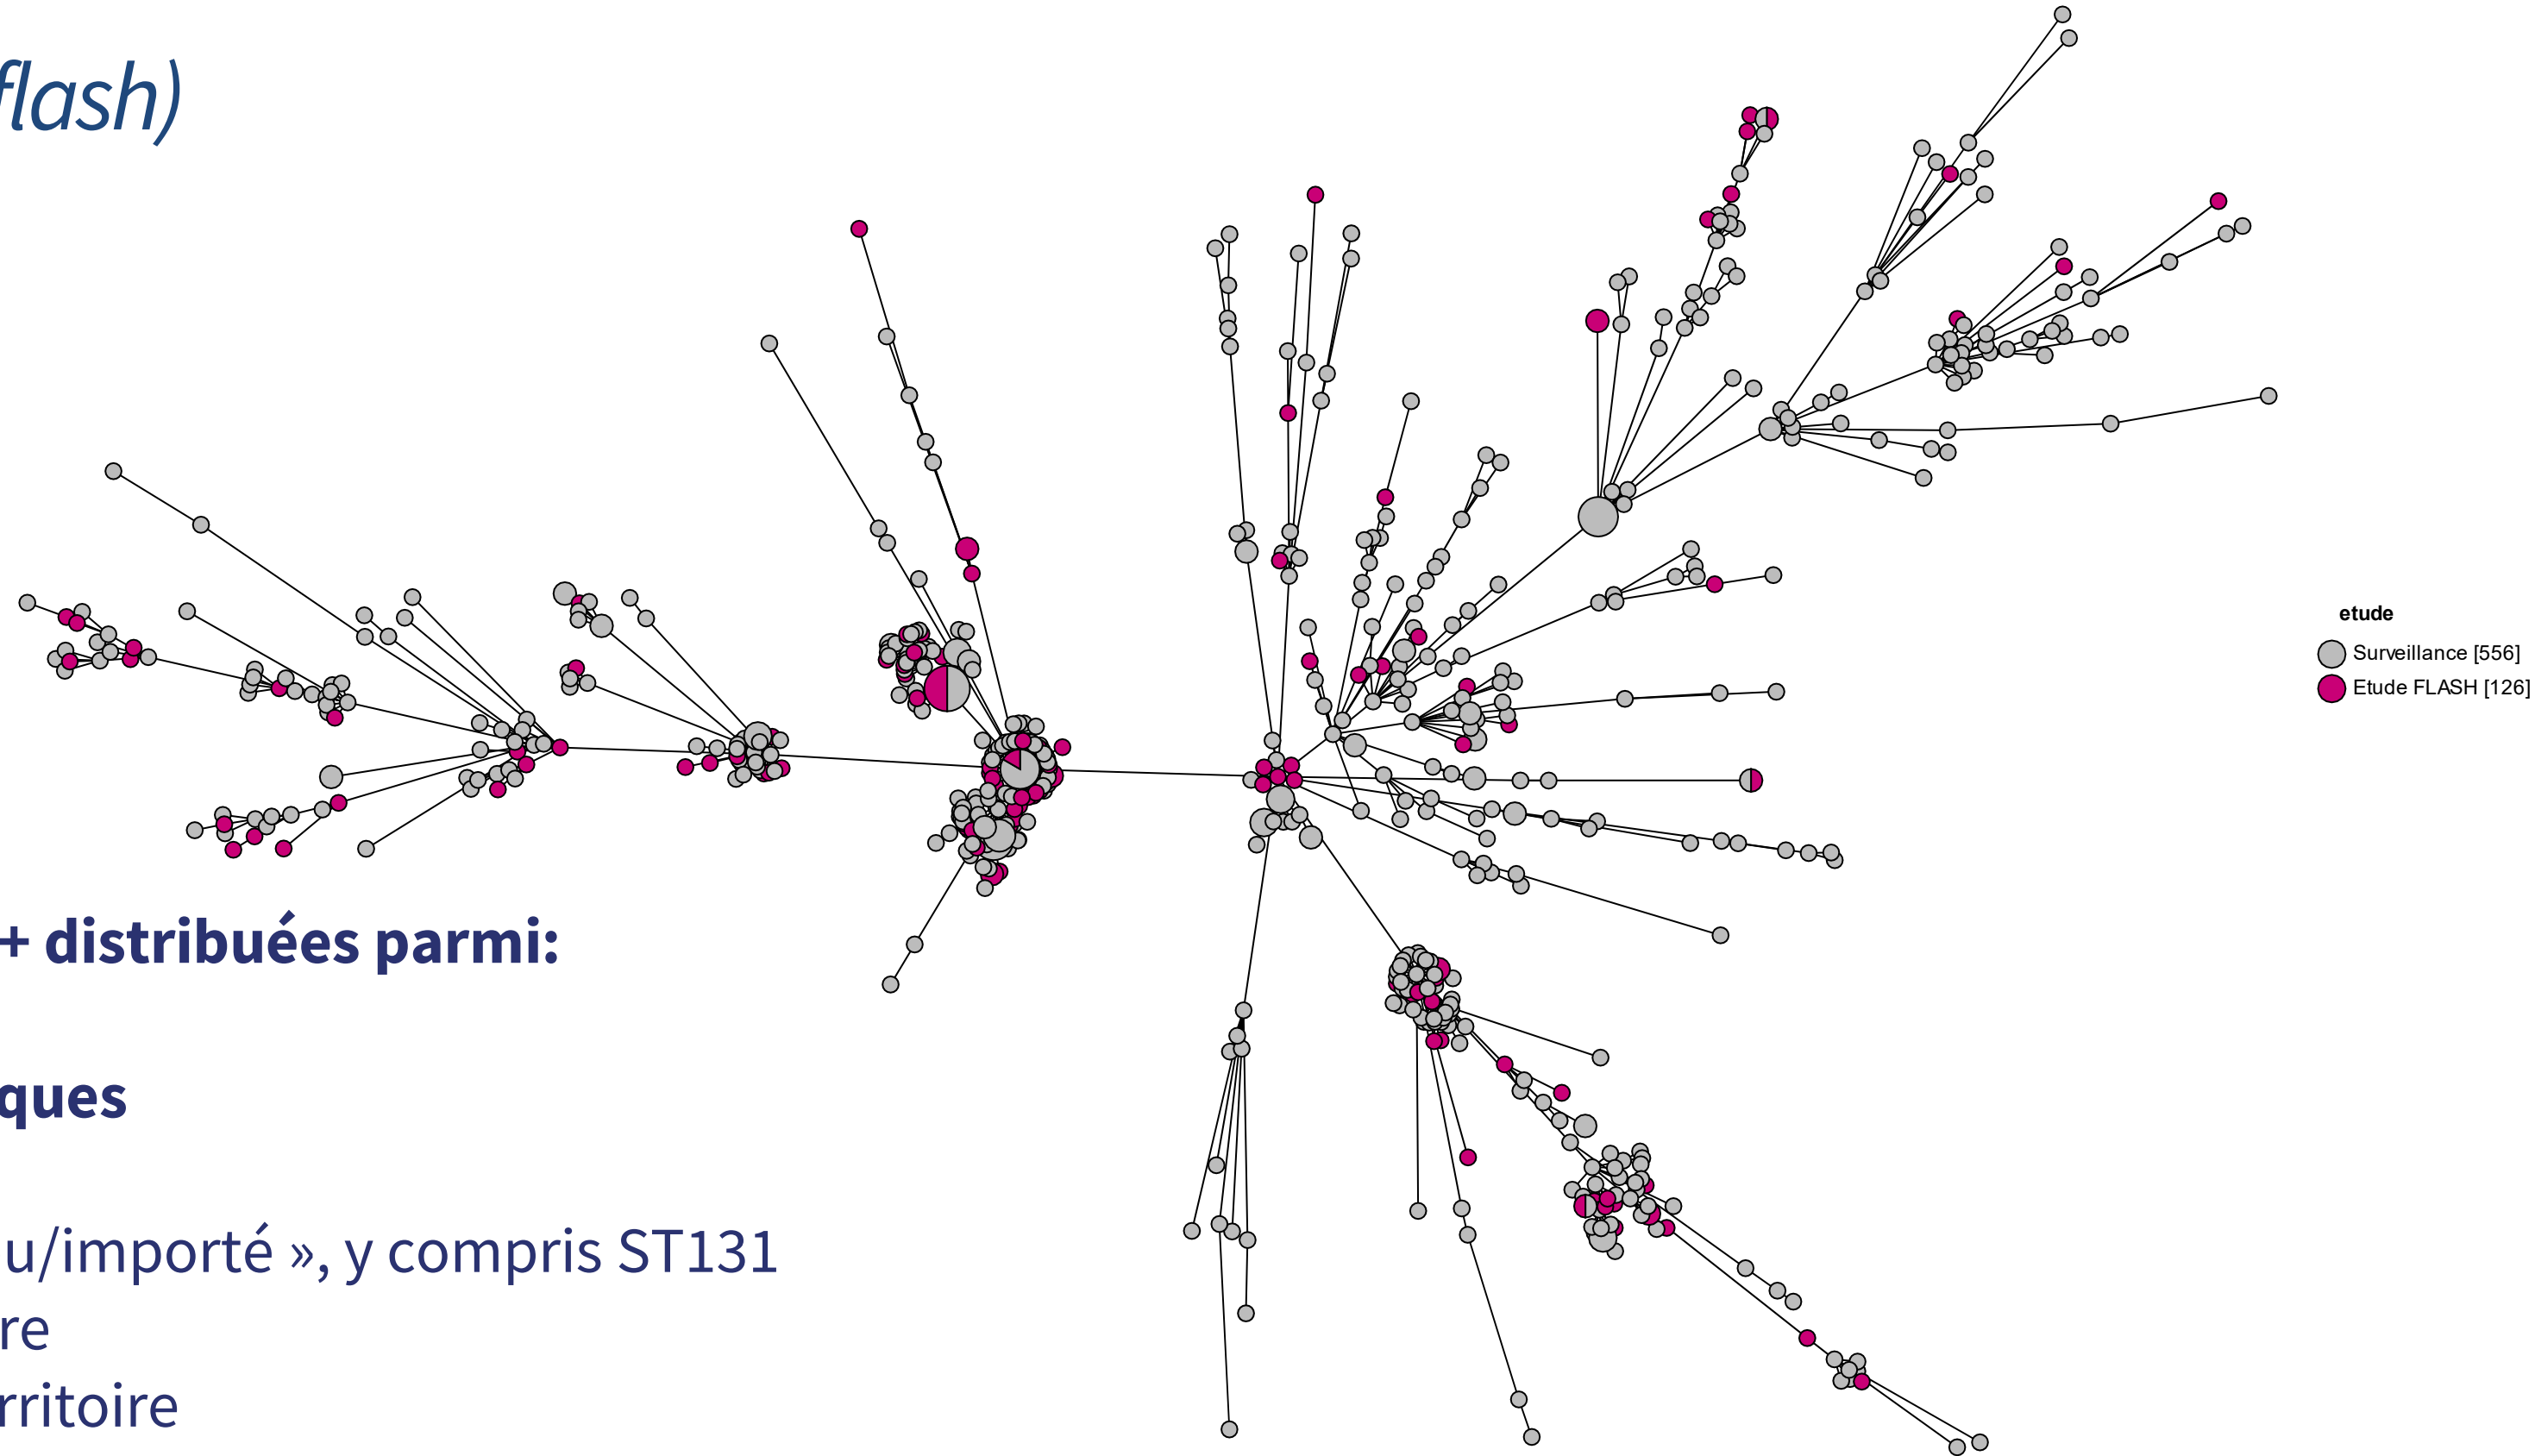 flash)
etude
Surveillance [556]
Etude FLASH [126]
+ distribuées parmi:
ques
u/importé », y compris ST131
re
rritoire